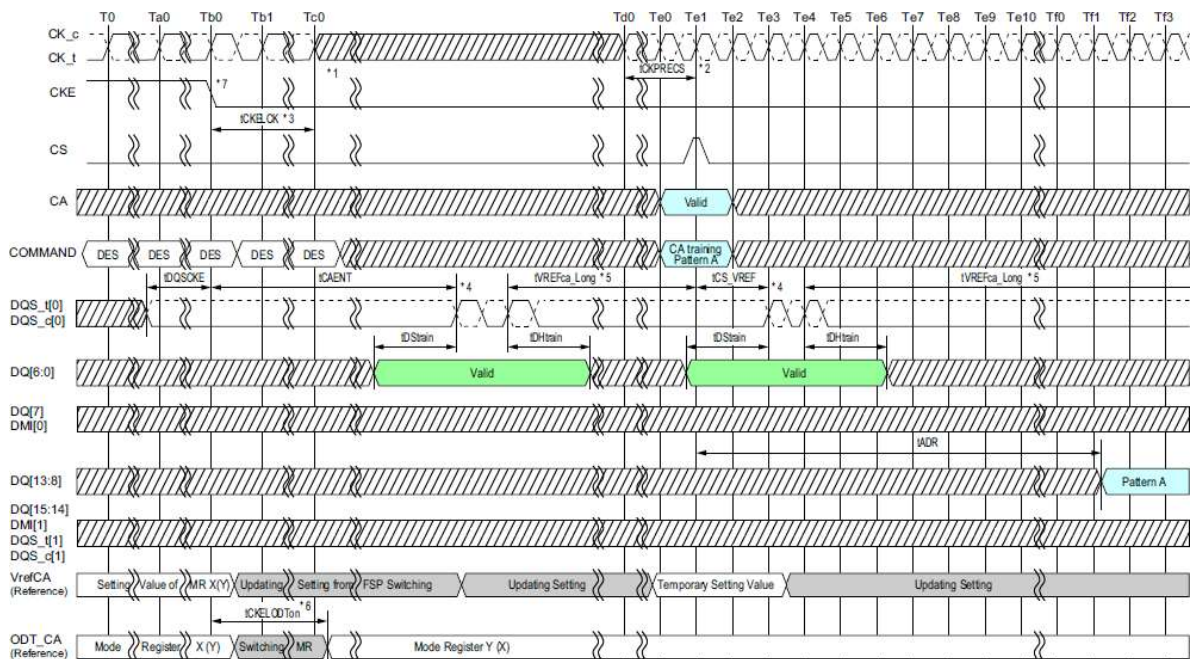 T0 Ta0 Tb0 Tb1 Tc0 Td0 Te0 Te1 Te2 Te3 Te4 Te5 Te6 Te7 Te8 Te9 Te10 Tf0 Tf1 Tf2 Tf3
CK_c
CK_t
*1
tCKPRECS *2
CKE
*7
tCKELCK *3
CS
CA
Valid
COMMAND
DES DES DES DES DES
CA training
Pattern A
tDQSCKE tCAENT *4 tVREFca_Long *5 tCS_VREF *4 tVREFca_Long *5
DQS_t[0]
DQS_c[0]
tDStrain tDHtrain tDStrain tDHtrain
DQ[6:0]
Valid Valid
DQ[7]
DMI[0]
tADR
DQ[13:8]
Pattern A
DQ[15:14]
DMI[1]
DQS_t[1]
DQS_c[1]
VrefCA
(Reference)
Setting Value of MR X(Y) Updating Setting from FSP Switching Updating Setting Temporary Setting Value Updating Setting
tCKELODTon *6
ODT_CA
(Reference)
Mode Register X (Y) Switching MR Mode Register Y (X)